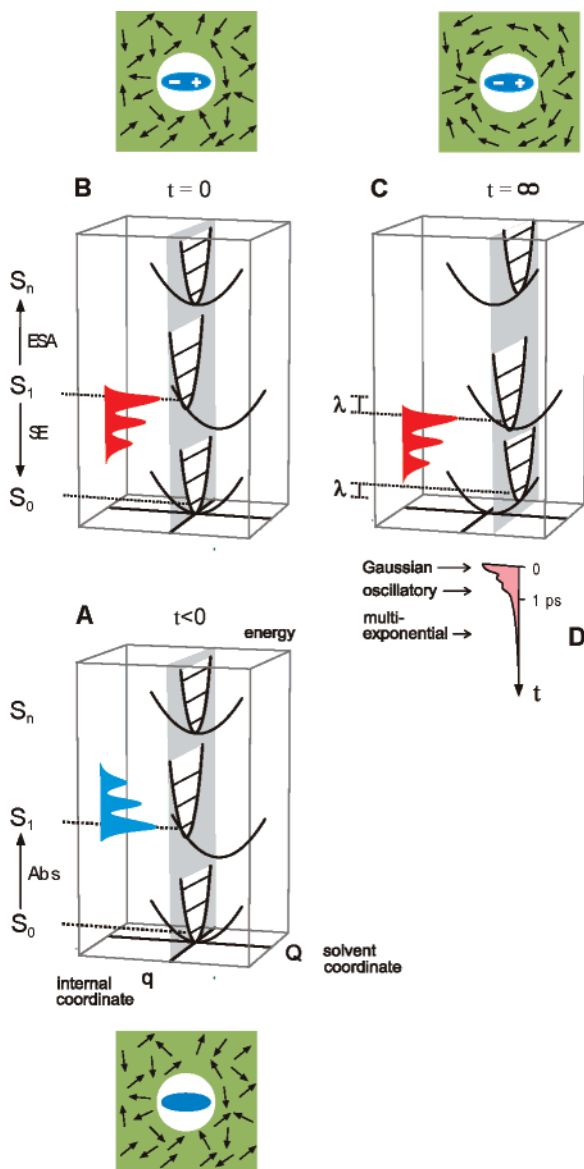 - +
- +
B
t = 0
C
t = ∞
Sn
ESA
S1
SE
S0
λ
λ
Gaussian
0
oscillatory
1 ps
multi-
exponential
D
t
A
t<0
energy
Sn
S1
Abs
S0
Q
solvent
coordinate
internal
coordinate
q